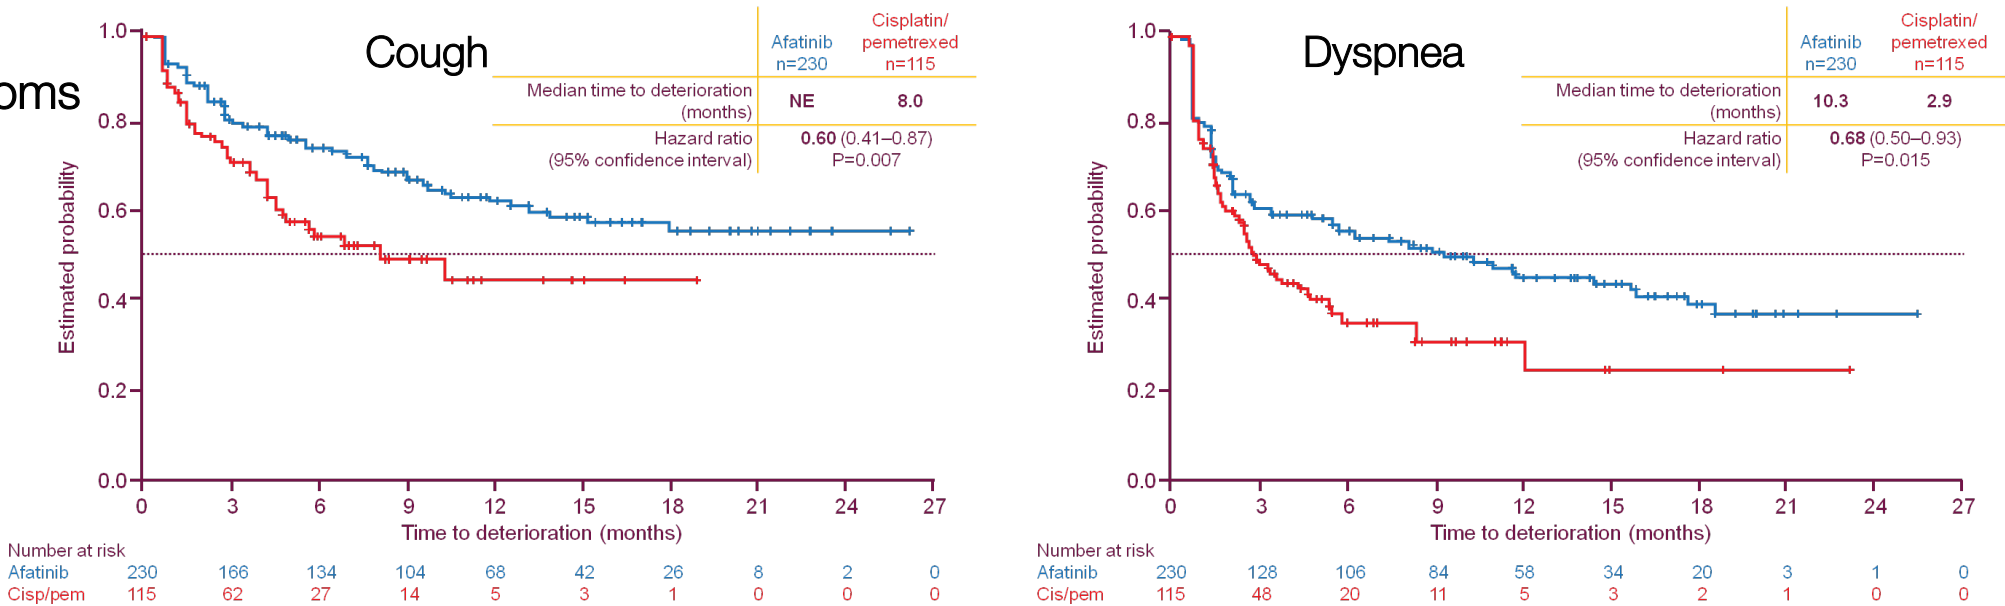 oms
Cough
Afatinib
n=230
Cisplatin/
pemetrexed
n=115
Median time to deterioration
(months)
NE
8.0
Hazard ratio
(95% confidence interval)
0.60 (0.41–0.87)
P=0.007
Estimated probability
1.0
0.8
0.6
0.4
0.2
0.0
0 3 6 9 12 15 18 21 24 27
Time to deterioration (months)
Number at risk
Afatinib 230 166 134 104 68 42 26 8 2 0
Cisp/pem 115 62 27 14 5 3 1 0 0 0
Dyspnea
Afatinib
n=230
Cisplatin/
pemetrexed
n=115
Median time to deterioration
(months)
10.3
2.9
Hazard ratio
(95% confidence interval)
0.68 (0.50–0.93)
P=0.015
Estimated probability
1.0
0.8
0.6
0.4
0.2
0.0
0 3 6 9 12 15 18 21 24 27
Time to deterioration (months)
Number at risk
Afatinib 230 128 106 84 58 34 20 3 1 0
Cis/pem 115 48 20 11 5 3 2 1 0 0